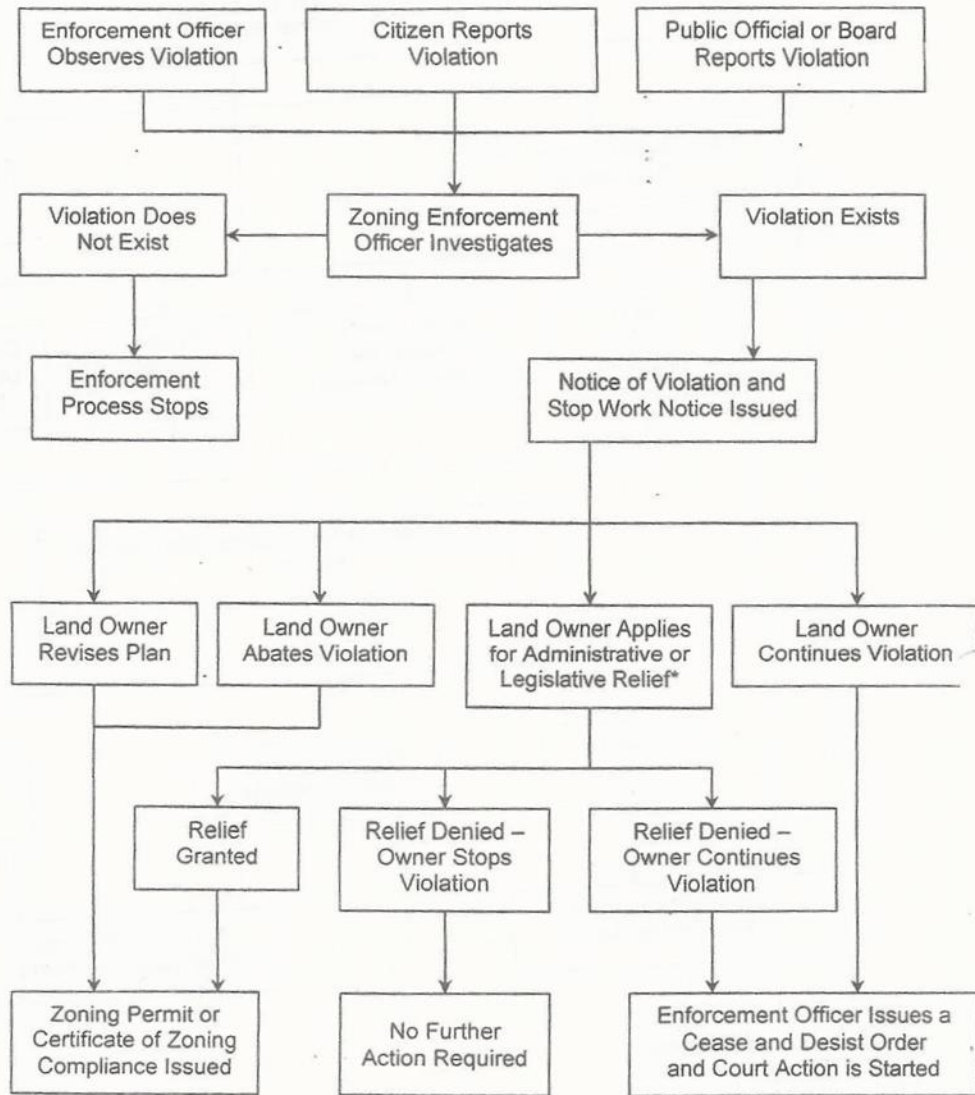 Enforcement Officer
Observes Violation
Citizen Reports
Violation
Public Official or Board
Reports Violation
Violation Does
Not Exist
Zoning Enforcement
Officer Investigates
Violation Exists
Enforcement
Process Stops
Notice of Violation and
Stop Work Notice Issued
Land Owner
Revises Plan
Land Owner
Abates Violation
Land Owner Applies
for Administrative or
Legislative Relief*
Land Owner
Continues Violation
Relief
Granted
Relief Denied –
Owner Stops
Violation
Relief Denied –
Owner Continues
Violation
Zoning Permit or
Certificate of Zoning
Compliance Issued
No Further
Action Required
Enforcement Officer Issues a
Cease and Desist Order
and Court Action is Started